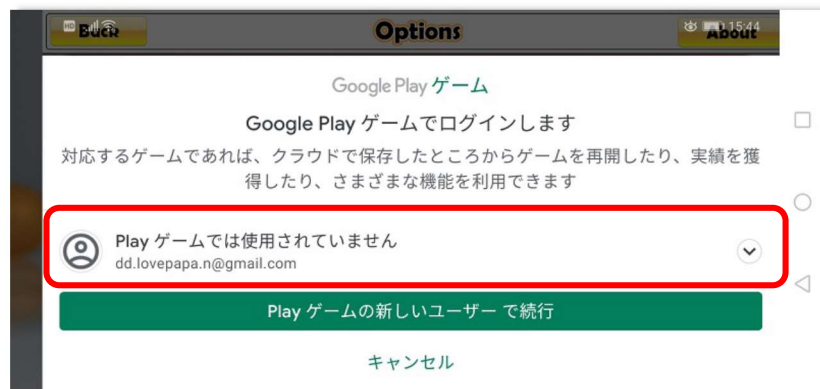 Back
Options
About
HD
15:44
Google Play ゲーム
Google Play ゲームでログインします
対応するゲームであれば、クラウドで保存したところからゲームを再開したり、実績を獲
得したり、さまざまな機能を利用できます
Play ゲームでは使用されていません
dd.lovepapa.n@gmail.com
Play ゲームの新しいユーザー で続行
キャンセル